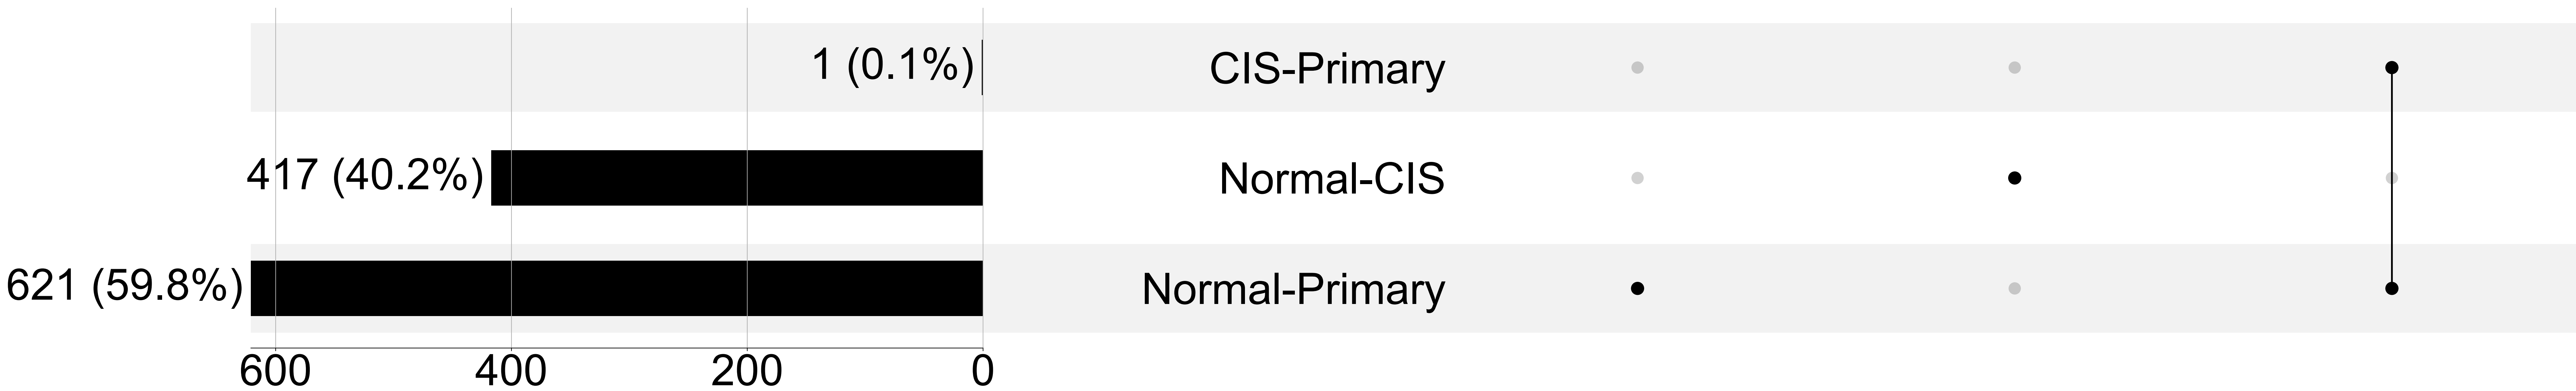 1 (0.1%) CIS-Primary
417 (40.2%) Normal-CIS
621 (59.8%) Normal-Primary
600 400 200 0